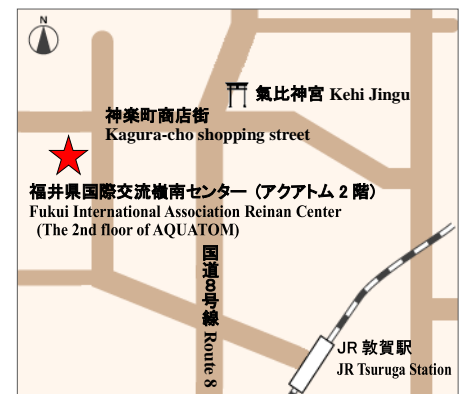 N
氣比神宮 Kehi Jingu
神楽町商店街
Kagura-cho shopping street
福井県国際交流嶺南センター (アクアトム２階)
Fukui International Association Reinan Center
(The 2nd floor of AQUATOM)
国道８号線 Route 8
JR 敦賀駅
JR Tsuruga Station